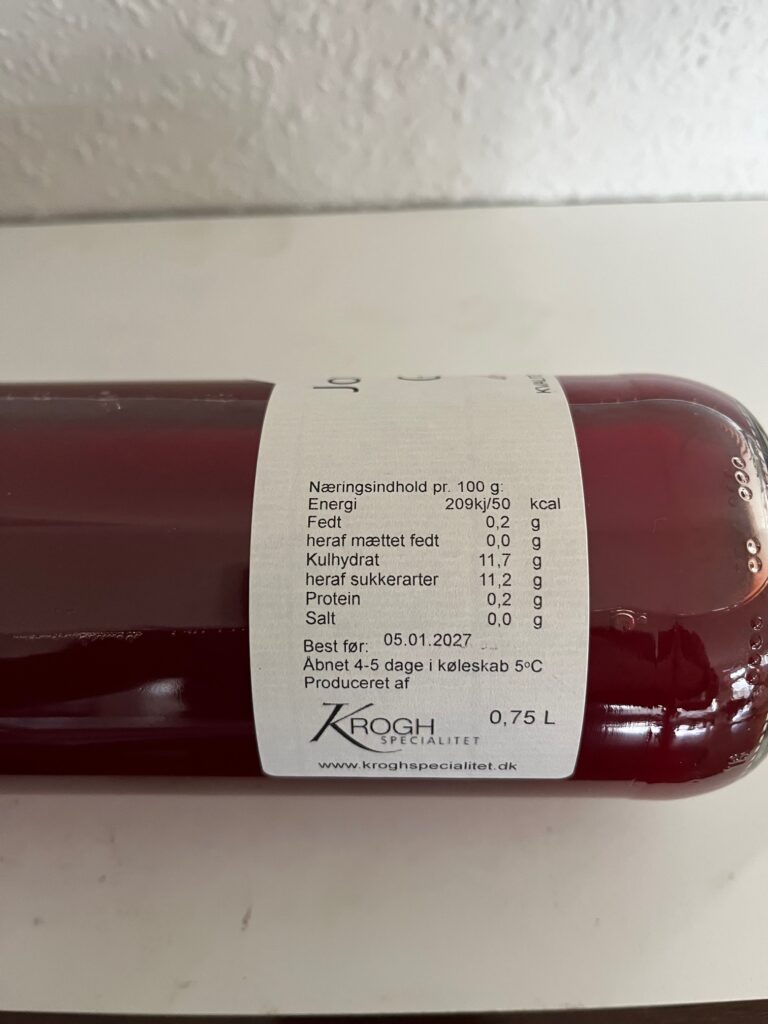 Næringsindhold pr. 100 g:
Energi 209kj/50 kcal
Fedt 0,2 g
heraf mættet fedt 0,0 g
Kulhydrat 11,7 g
heraf sukkerarter 11,2 g
Protein 0,2 g
Salt 0,0 g
Best før: 05.01.2027
Åbnet 4-5 dage i køleskab 5°C
Produceret af
KROGH 0,75 L
SPECIALITET
www.kroghspecialitet.dk